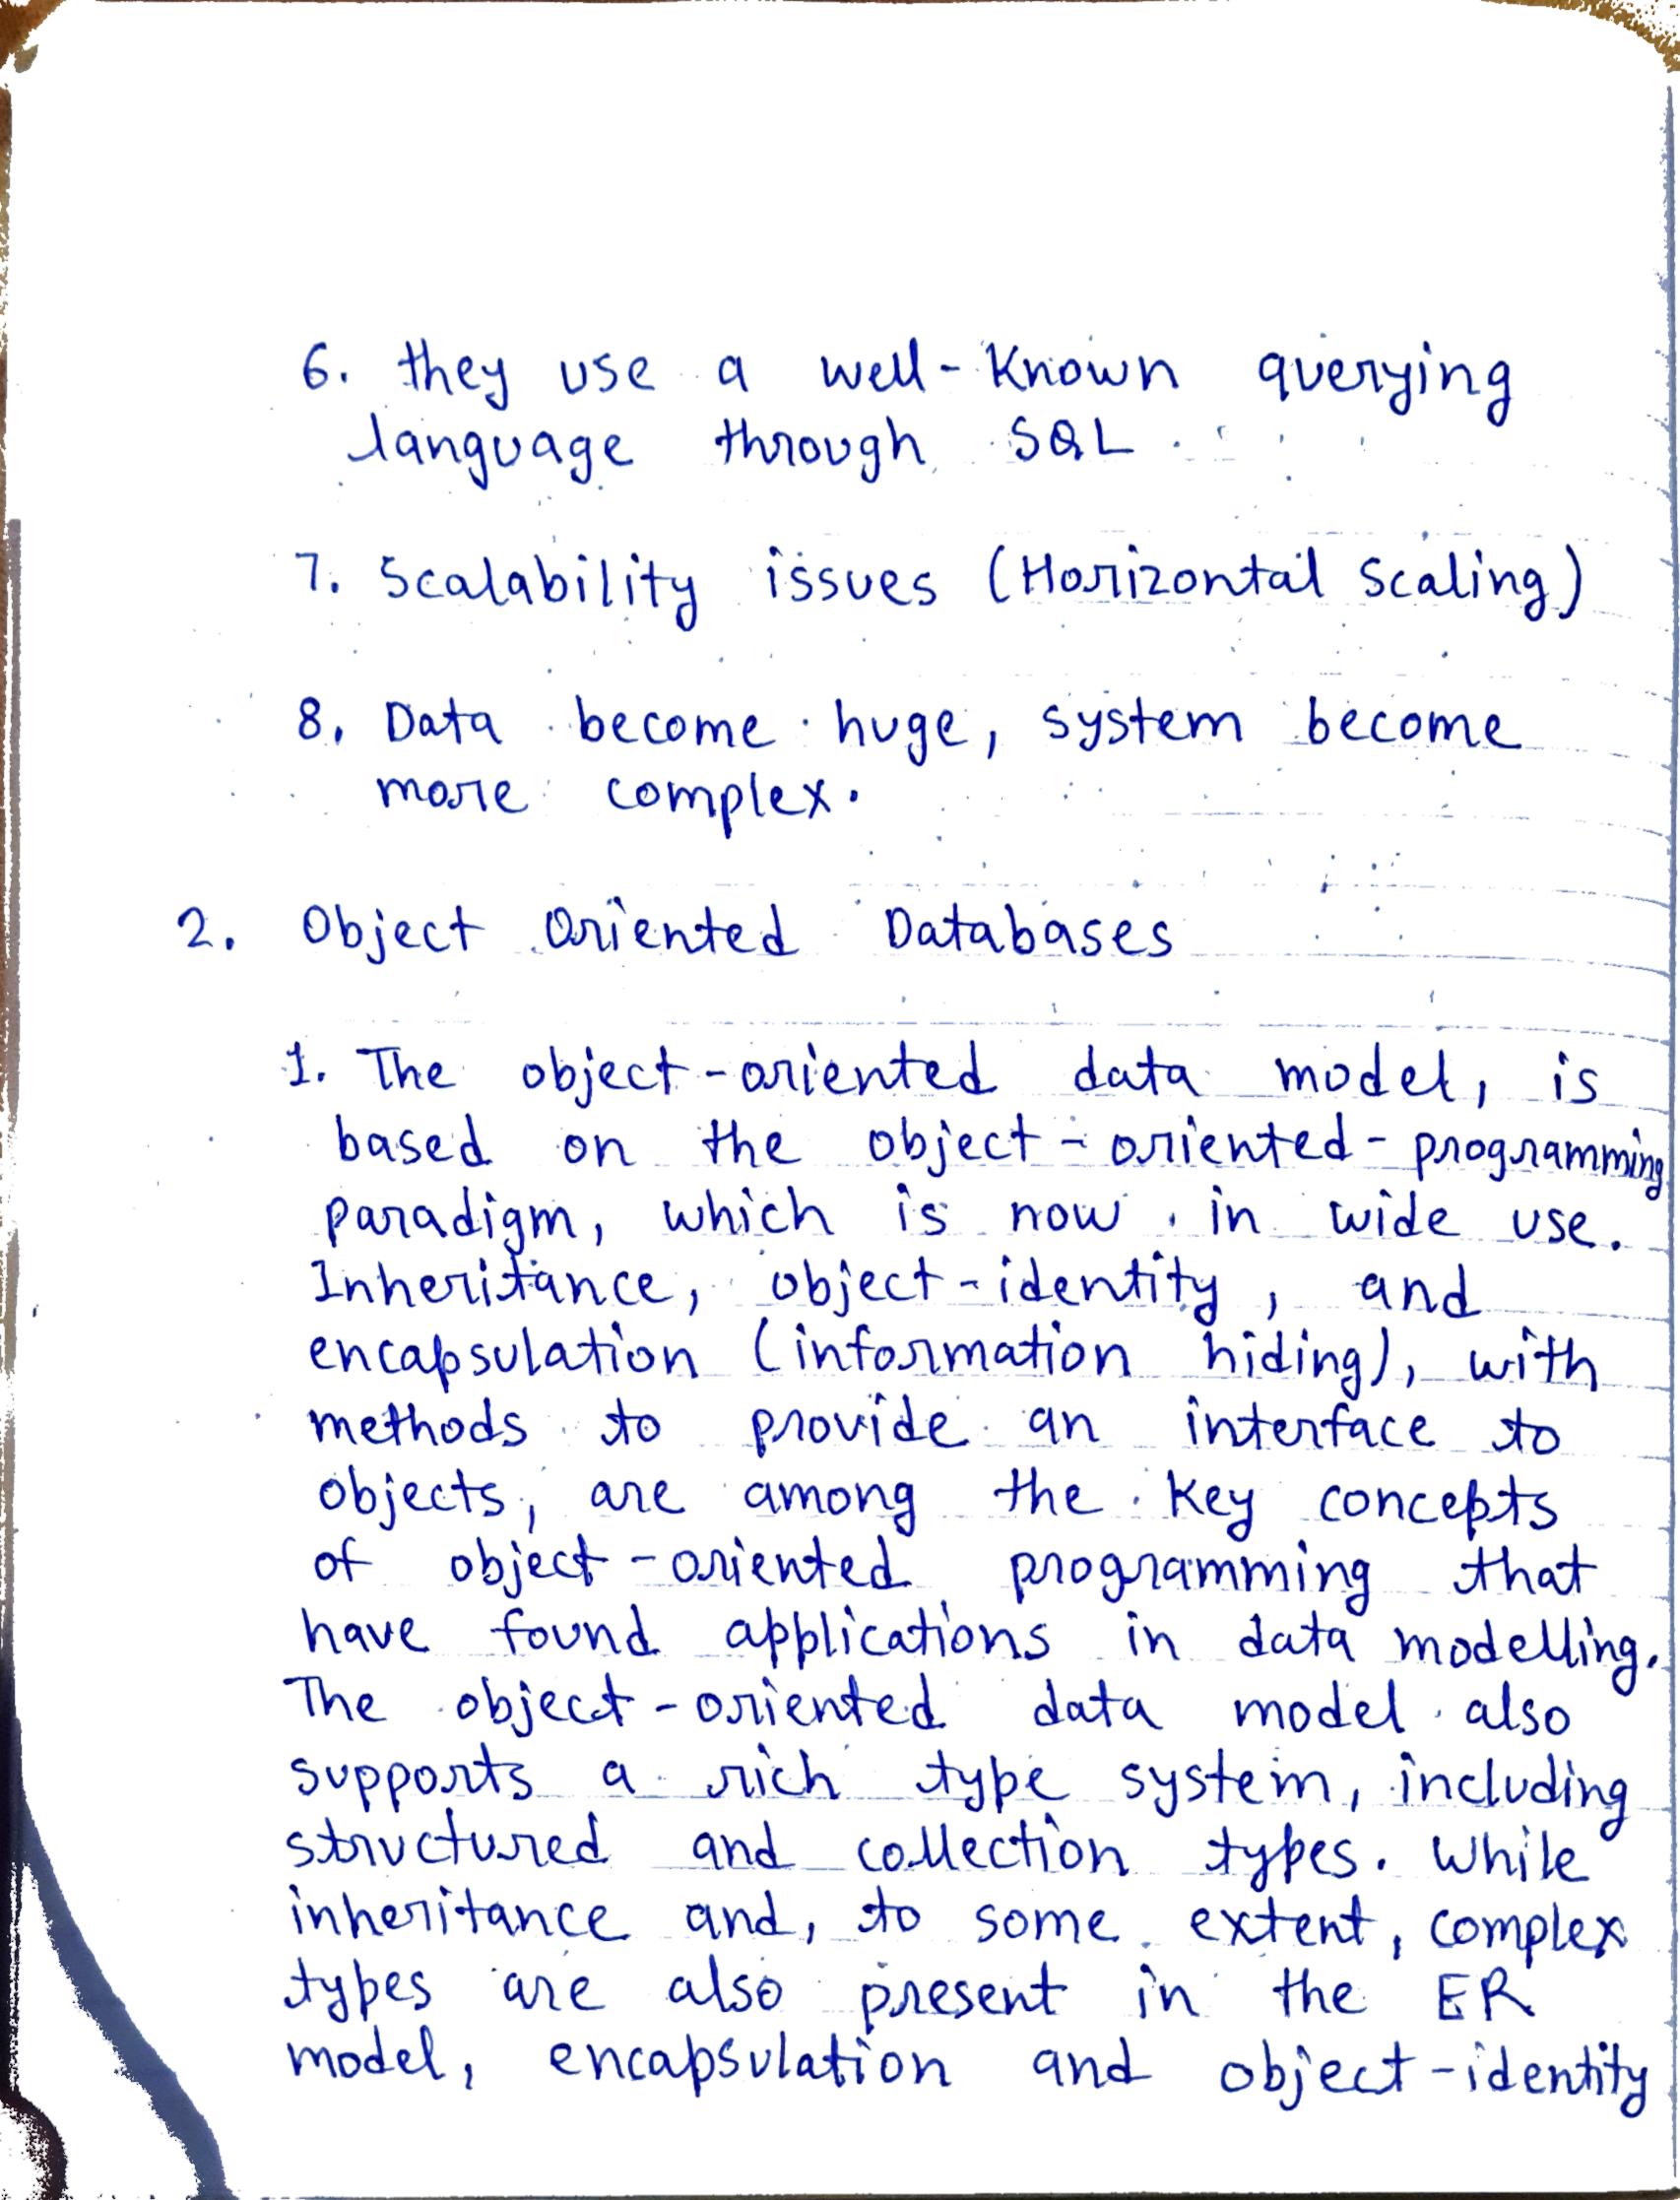 6. they use a well-known querying
language through SQL.
7. Scalability issues (Horizontal Scaling)
8. Data become huge, system become
more complex.
2. Object Oriented Databases
1. The object-oriented data model, is
based on the object-oriented-programming
paradigm, which is now in wide use.
Inheritance, object-identity, and
encapsulation (information hiding), with
methods to provide an interface to
objects, are among the key concepts
of object-oriented programming that
have found applications in data modelling.
The object-oriented data model also
supports a rich type system, including
structured and collection types. While
inheritance and, to some extent, complex
types are also present in the ER
model, encapsulation and object-identity